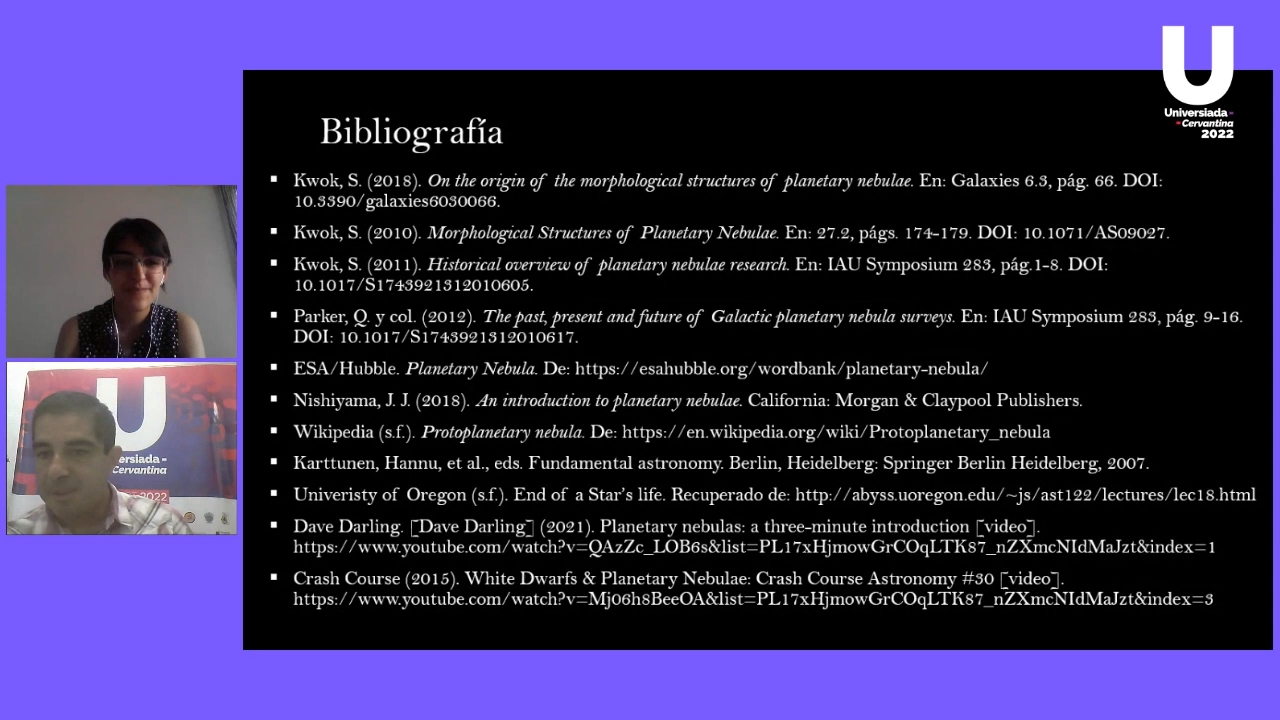 U
Universiada
Cervantina
2022
Bibliografía
Kwok, S. (2018). On the origin of the morphological structures of planetary nebulae. En: Galaxies 6.3, pág. 66. DOI:
10.3390/galaxies6030066.
Kwok, S. (2010). Morphological Structures of Planetary Nebulae. En: 27.2, págs. 174-179. DOI: 10.1071/AS09027.
Kwok, S. (2011). Historical overview of planetary nebulae research. En: IAU Symposium 283, pág.1-8. DOI:
10.1017/S1743921312010605.
Parker, Q. y col. (2012). The past, present and future of Galactic planetary nebula surveys. En: IAU Symposium 283, pág. 9-16.
DOI: 10.1017/S1743921312010617.
ESA/Hubble. Planetary Nebula. De: https://esahubble.org/wordbank/planetary-nebula/
Nishiyama, J. J. (2018). An introduction to planetary nebulae. California: Morgan & Claypool Publishers.
Wikipedia (s.f.). Protoplanetary nebula. De: https://en.wikipedia.org/wiki/Protoplanetary_nebula
Karttunen, Hannu, et al., eds. Fundamental astronomy. Berlin, Heidelberg: Springer Berlin Heidelberg, 2007.
Univeristy of Oregon (s.f.). End of a Star's life. Recuperado de: http://abyss.uoregon.edu/~js/ast122/lectures/lec18.html
Dave Darling. [Dave Darling] (2021). Planetary nebulas: a three-minute introduction [video].
https://www.youtube.com/watch?v=QAzZc_LOB6s&list=PL17xHjmowGrCOqLTK87_nZXmcNIdMaJzt&index=1
Crash Course (2015). White Dwarfs & Planetary Nebulae: Crash Course Astronomy #30 [video].
https://www.youtube.com/watch?v=Mj06h8BeeOA&list=PL17xHjmowGrCOqLTK87_nZXmcNIdMaJzt&index=3
U
ersiada
Cervantina
2022